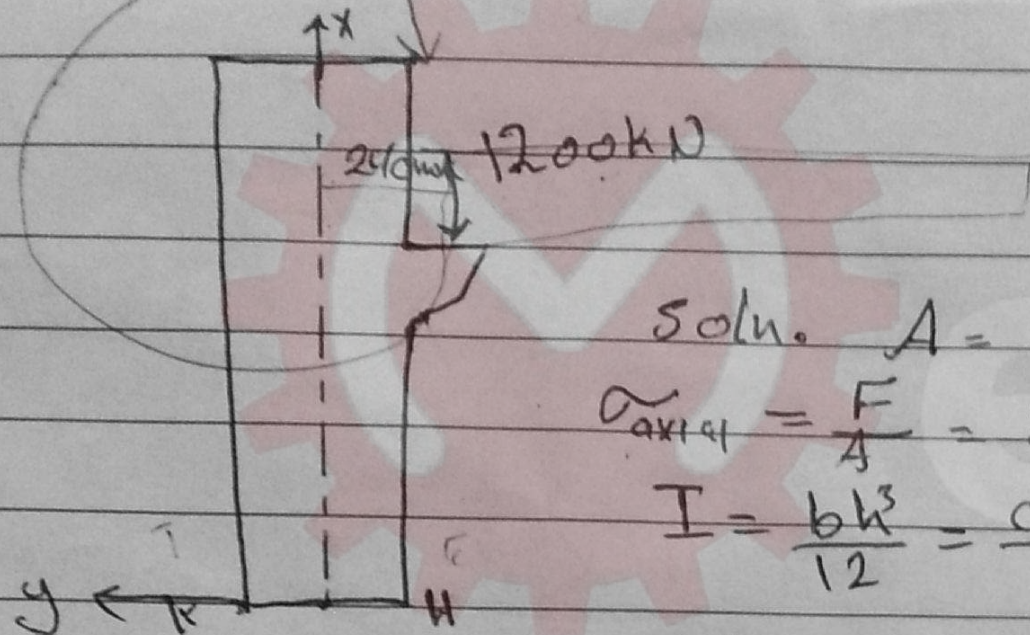 x
240mm 1200kN
Soln. A =
σaxial = F/A =
I = bh³/12 =
y K H